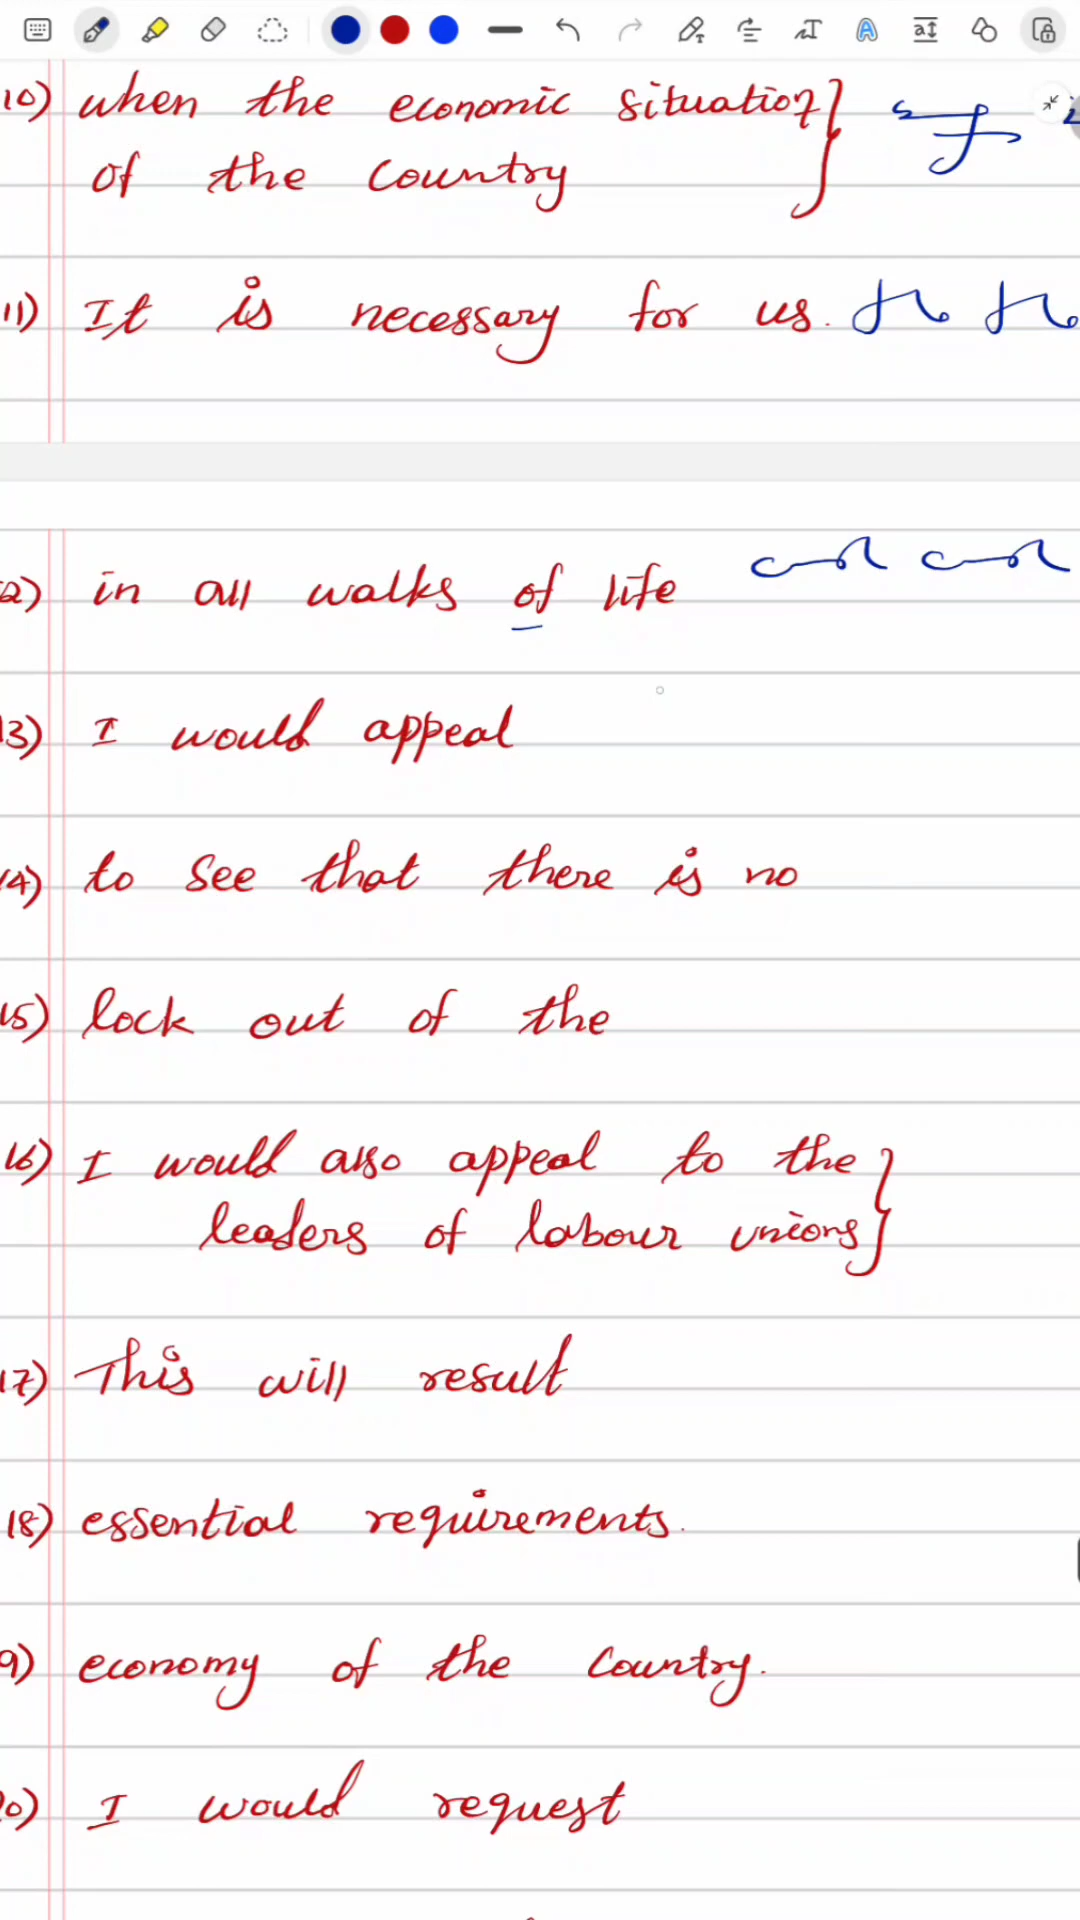 10) when the economic situation
of the country
11) It is necessary for us.
2) in all walks of life
13) I would appeal
14) to see that there is no
15) lock out of the
16) I would also appeal to the
leaders of labour unions
17) This will result
18) essential requirements.
9) economy of the country.
0) I would request